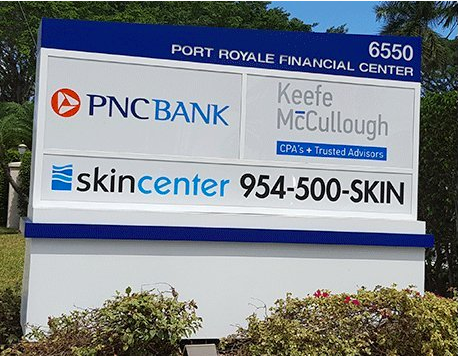 6550
PORT ROYALE FINANCIAL CENTER
PNCBANK
Keefe
McCullough
CPA's + Trusted Advisors
skincenter 954-500-SKIN